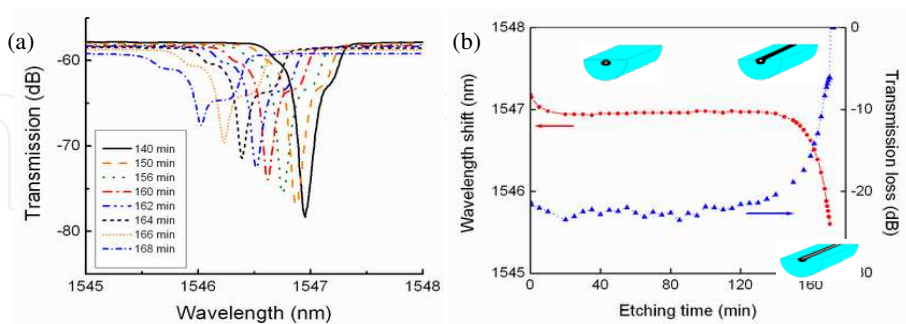 (a)
Transmission (dB)
-60
-70
-80
140 min
150 min
156 min
160 min
162 min
164 min
166 min
168 min
1545
1546
1547
1548
Wavelength (nm)
(b)
Wavelength shift (nm)
1548
1547
1546
1545
0
-10
-20
30
Transmission loss (dB)
0
40
80
120
160
Etching time (min)